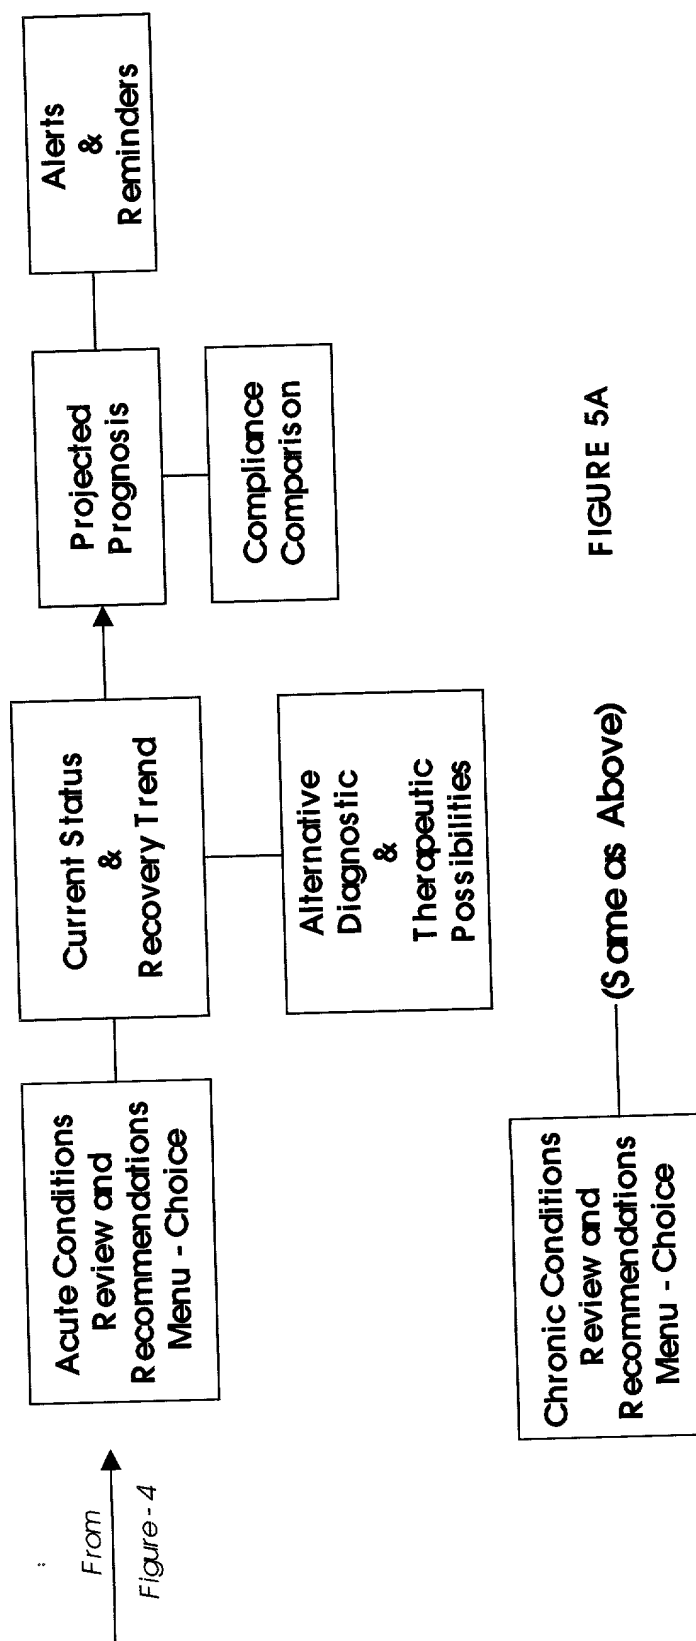 From
Figure - 4
Acute Conditions
Review and
Recommendations
Menu - Choice
Current Status
&
Recovery Trend
Projected
Prognosis
Alerts
&
Reminders
Alternative
Diagnostic
&
Therapeutic
Possibilities
Compliance
Comparison
Chronic Conditions
Review and
Recommendations
Menu - Choice
(Same as Above)
FIGURE 5A